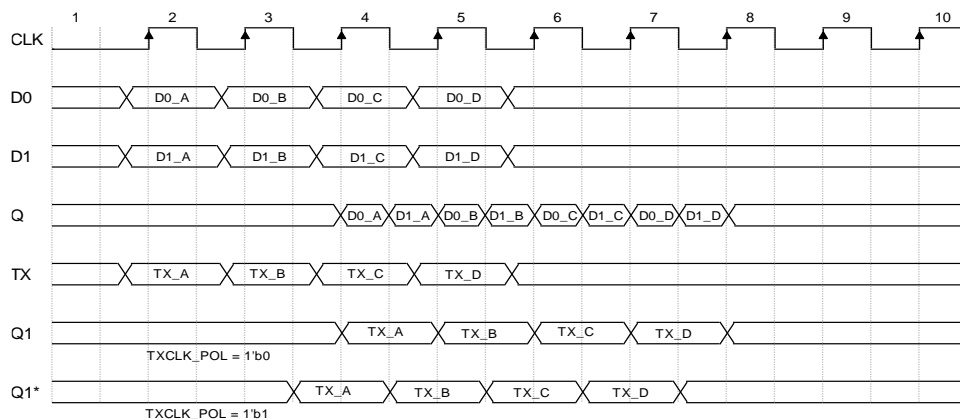 1 2 3 4 5 6 7 8 9 10
CLK
D0 D0_A D0_B D0_C D0_D
D1 D1_A D1_B D1_C D1_D
Q D0_A D1_A D0_B D1_B D0_C D1_C D0_D D1_D
TX TX_A TX_B TX_C TX_D
Q1 TX_A TX_B TX_C TX_D
TXCLK_POL = 1'b0
Q1* TX_A TX_B TX_C TX_D
TXCLK_POL = 1'b1